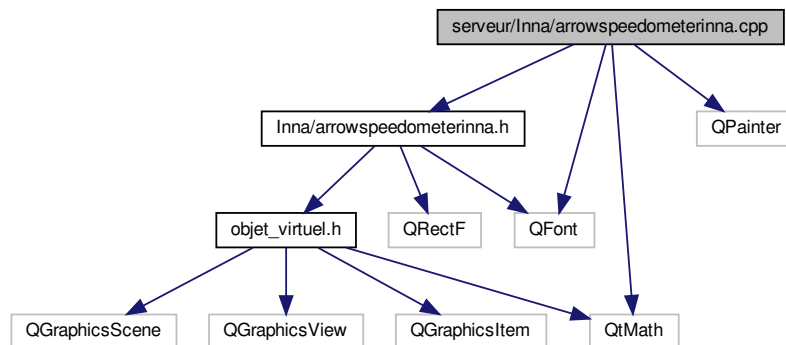 serveur/Inna/arrowspeedometerinna.cpp
Inna/arrowspeedometerinna.h
QPainter
objet_virtuel.h
QRectF
QFont
QGraphicsScene
QGraphicsView
QGraphicsItem
QtMath